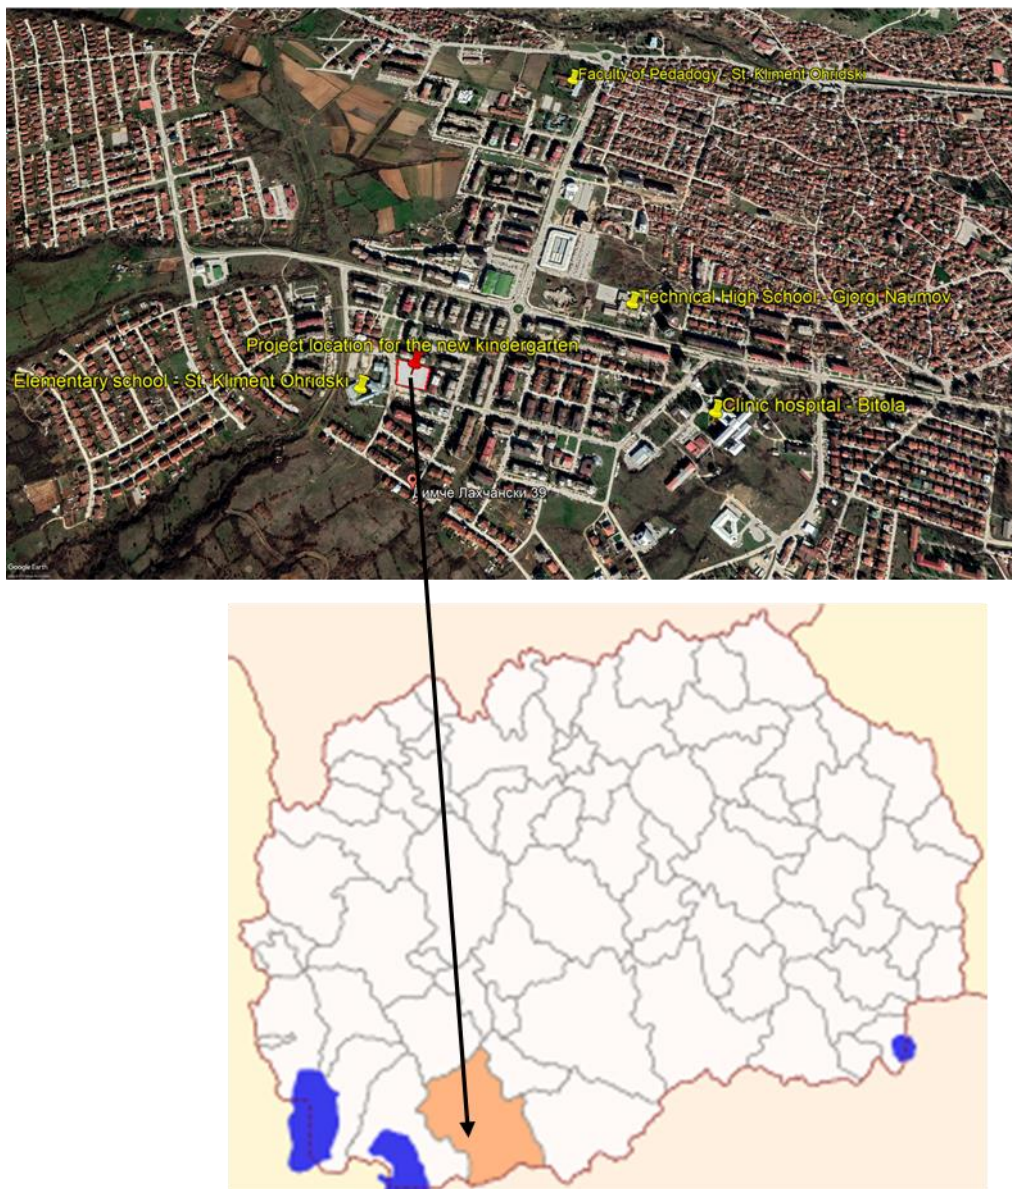 Faculty of Pedadogy - St. Kliment Ohridski
Technical High School - Gjorgi Naumov
Project location for the new kindergarten
Elementary school - St. Kliment Ohridski
Clinic hospital - Bitola
Димче Лахчански 39
Google Earth